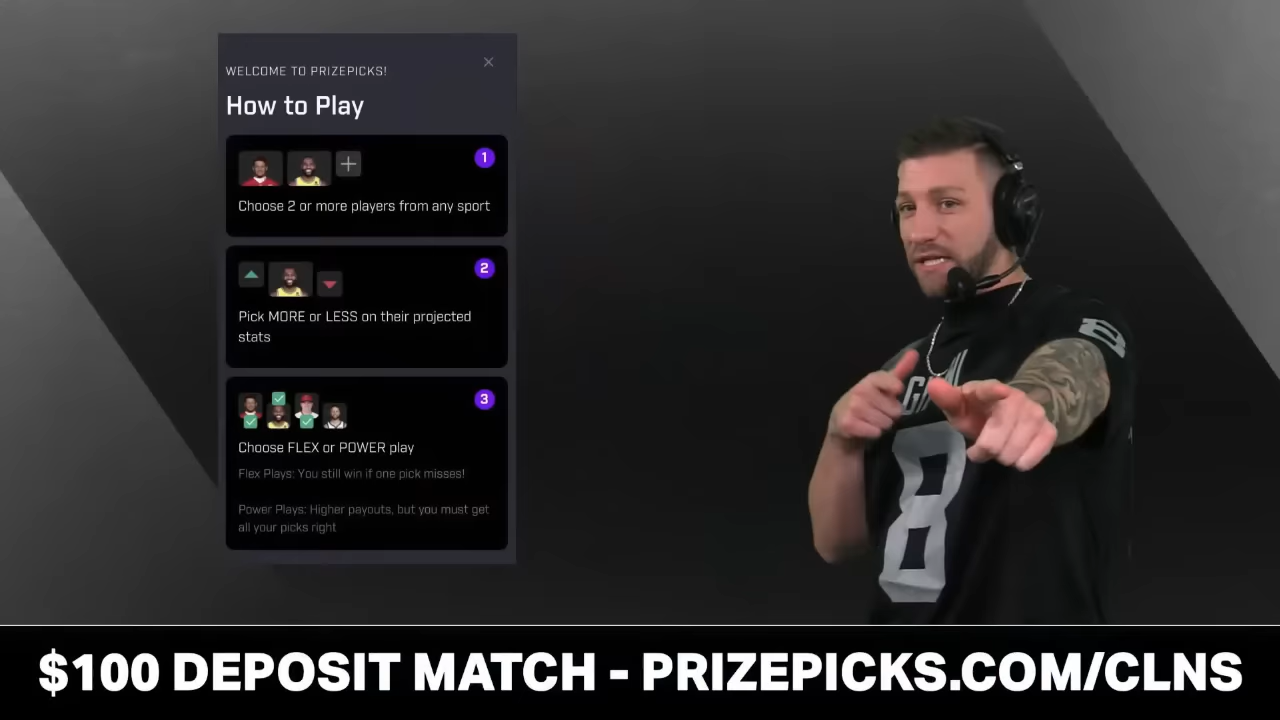 WELCOME TO PRIZEPICKS!
How to Play
1
Choose 2 or more players from any sport
2
Pick MORE or LESS on their projected
stats
3
Choose FLEX or POWER play
Flex Plays: You still win if one pick misses!
Power Plays: Higher payouts, but you must get
all your picks right
8
8
$100 DEPOSIT MATCH - PRIZEPICKS.COM/CLNS